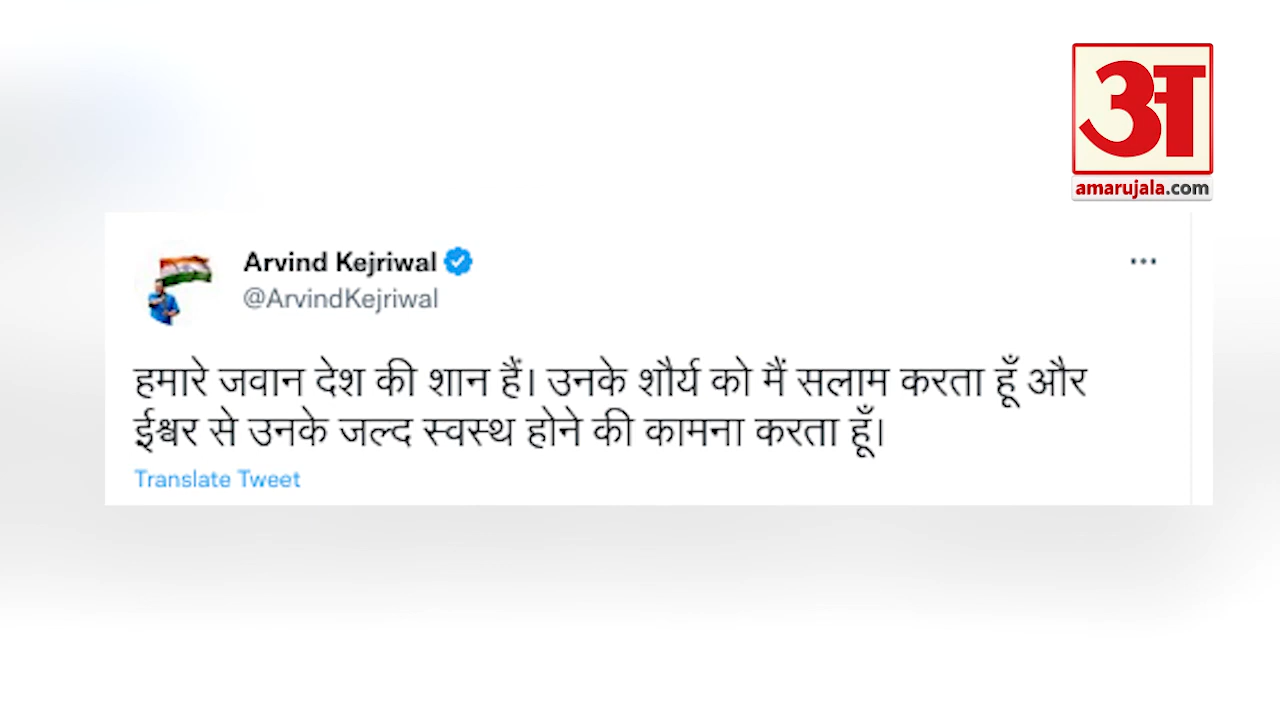 अ
amarujala.com
Arvind Kejriwal
@ArvindKejriwal
हमारे जवान देश की शान हैं। उनके शौर्य को मैं सलाम करता हूँ और
ईश्वर से उनके जल्द स्वस्थ होने की कामना करता हूँ।
Translate Tweet